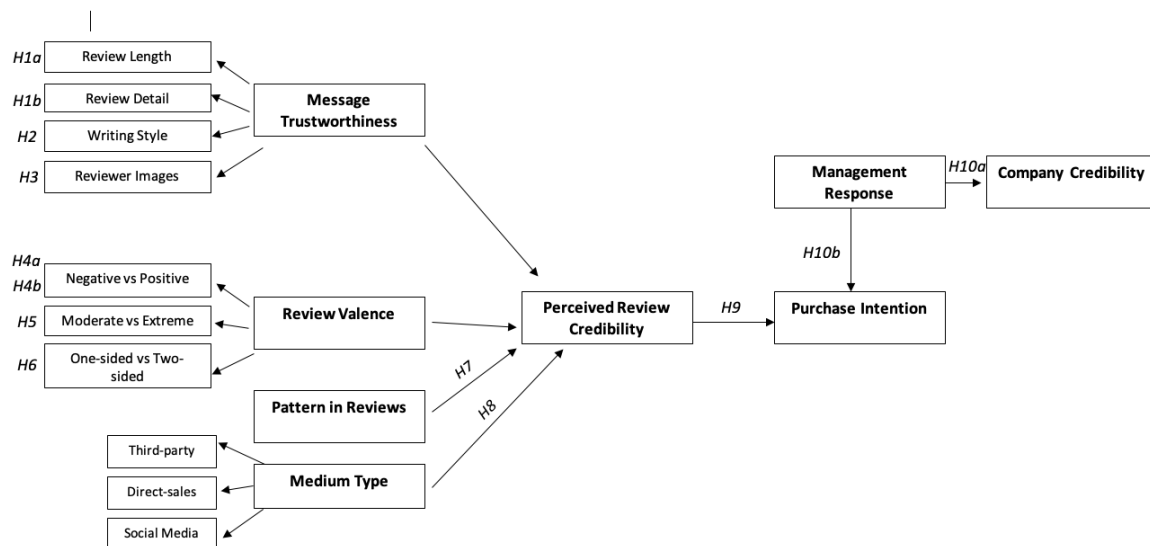 H1a
Review Length
H1b
Review Detail
H2
Writing Style
H3
Reviewer Images
Message
Trustworthiness
H4a
H4b
Negative vs Positive
H5
Moderate vs Extreme
H6
One-sided vs Two-
sided
Review Valence
Pattern in Reviews
Third-party
Direct-sales
Social Media
Medium Type
H7
H8
Perceived Review
Credibility
H9
Management
Response
H10a
Company Credibility
H10b
Purchase Intention